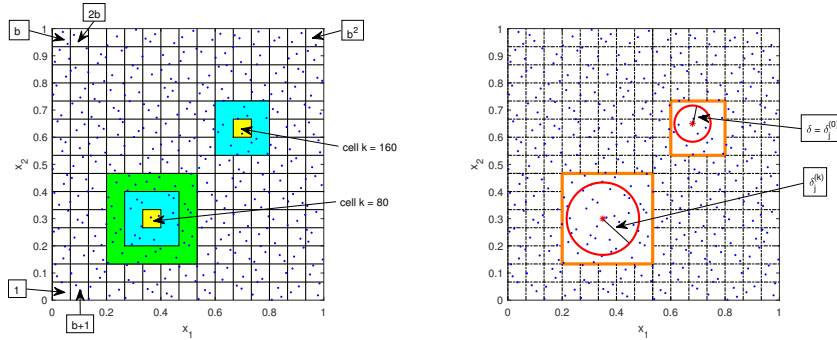 b
2b
b²
1
b+1
cell k = 160
cell k = 80
1
0.9
0.8
0.7
0.6
0.5
0.4
0.3
0.2
0.1
0
0 0.2 0.4 0.6 0.8 1
x₁
x₂
δ = δⱼ⁽⁰⁾
δⱼ⁽ᵏ⁾
1
0.9
0.8
0.7
0.6
0.5
0.4
0.3
0.2
0.1
0
0 0.2 0.4 0.6 0.8 1
x₁
x₂